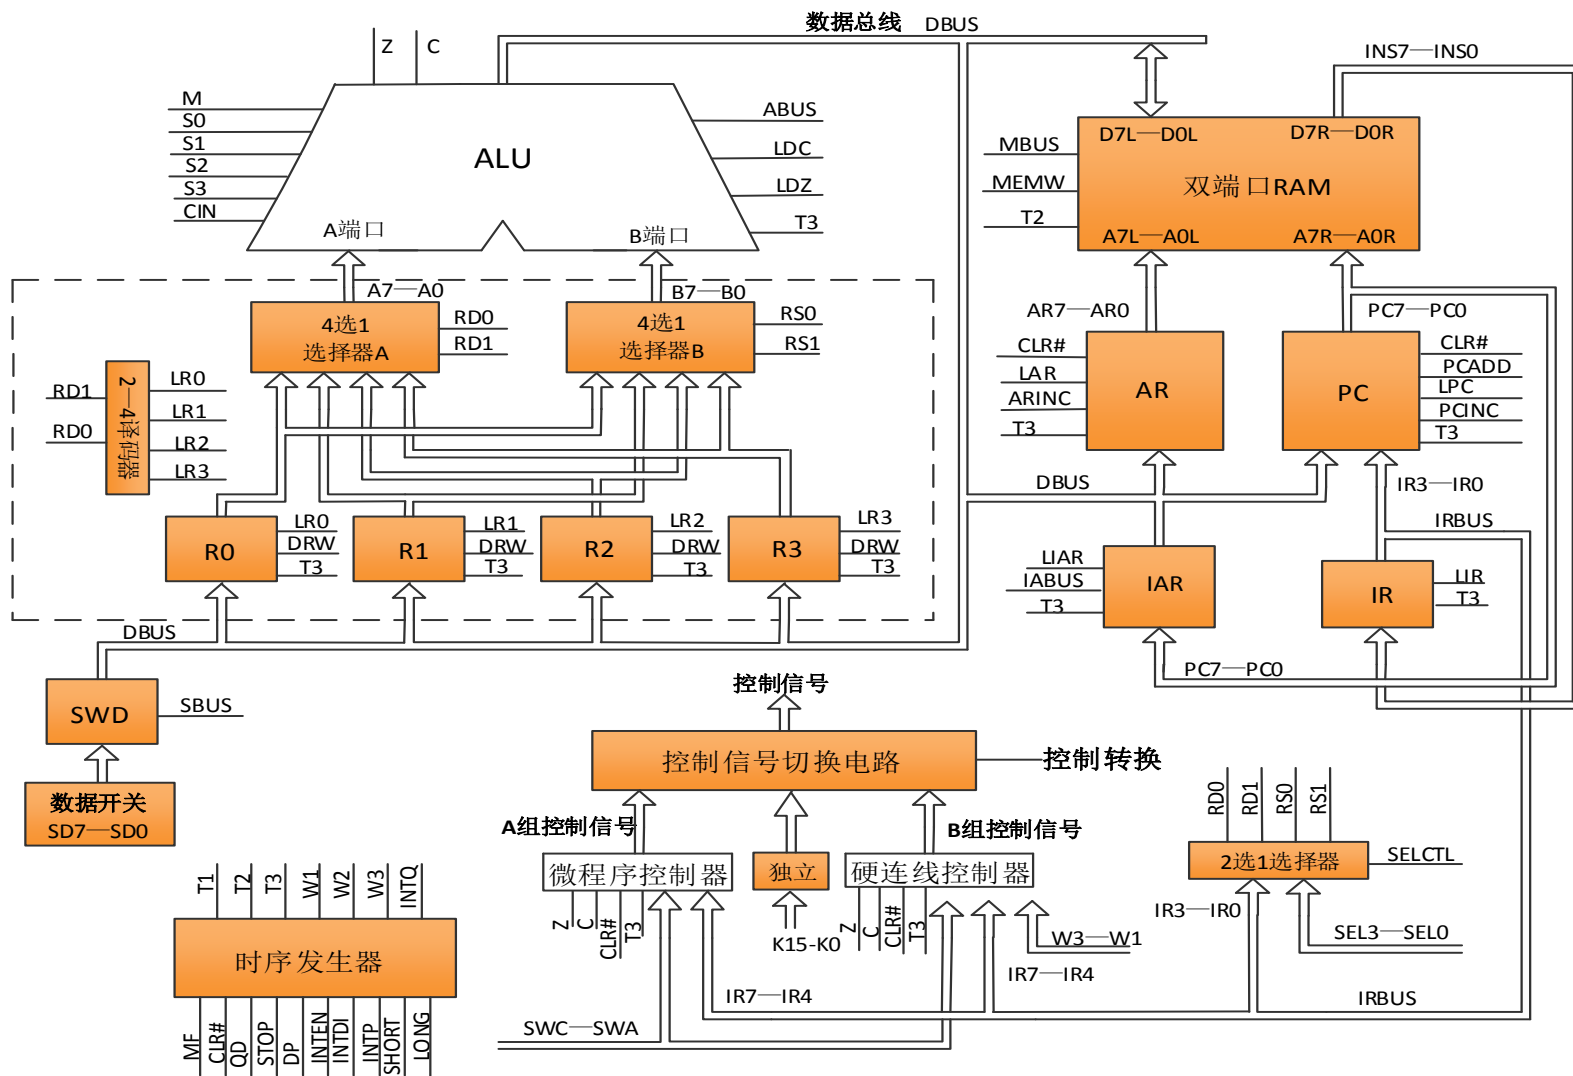 数据总线 DBUS
Z
C
INS7—INS0
M
S0
S1
S2
S3
CIN
ALU
ABUS
LDC
LDZ
T3
A端口
B端口
MBUS
MEMW
T2
D7L—D0L
D7R—D0R
双端口RAM
A7L—A0L
A7R—A0R
A7—A0
B7—B0
4选1
选择器A
RD0
RD1
4选1
选择器B
RS0
RS1
AR7—AR0
PC7—PC0
CLR#
LAR
ARINC
T3
AR
PC
CLR#
PCADD
LPC
PCINC
T3
RD1
RD0
2—4译码器
LR0
LR1
LR2
LR3
DBUS
IR3—IR0
IRBUS
R0
LR0
DRW
T3
R1
LR1
DRW
T3
R2
LR2
DRW
T3
R3
LR3
DRW
T3
LIAR
IABUS
T3
IAR
IR
LIR
T3
DBUS
PC7—PC0
SWD
SBUS
控制信号
控制信号切换电路
控制转换
数据开关
SD7—SD0
A组控制信号
B组控制信号
RD0
RD1
RS0
RS1
微程序控制器
独立
硬连线控制器
2选1选择器
SELCTL
Z
C
CLR#
T3
K15-K0
Z
C
CLR#
T3
W3—W1
IR3—IR0
SEL3—SEL0
T1
T2
T3
W1
W2
W3
INTQ
时序发生器
MF
CLR#
QD
STOP
DP
INTEN
INTDI
INTP
SHORT
LONG
IR7—IR4
IR7—IR4
IRBUS
SWC—SWA